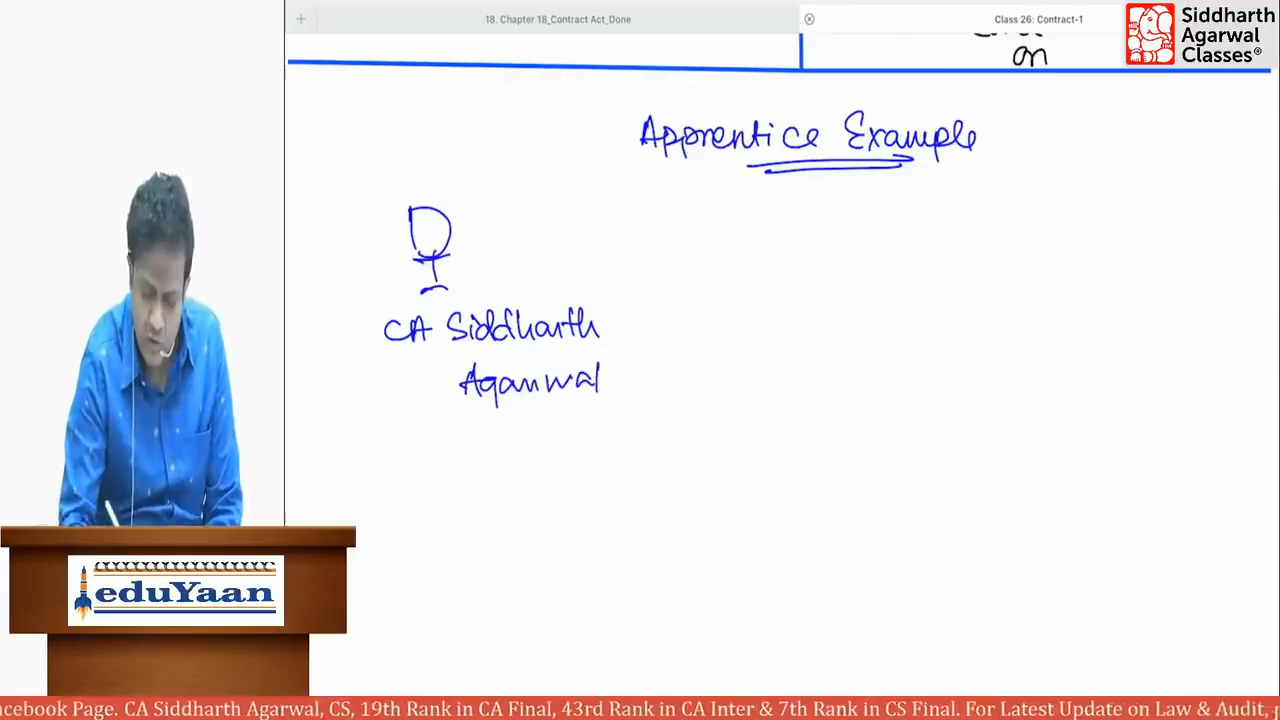 18. Chapter 18_Contract Act_Done
Class 26: Contract-1
Siddharth
Agarwal
Classes®
on
Apprentice Example
CA Siddharth
Agarwal
eduYaan
acebook Page. CA Siddharth Agarwal, CS, 19th Rank in CA Final, 43rd Rank in CA Inter & 7th Rank in CS Final. For Latest Update on Law & Audit,